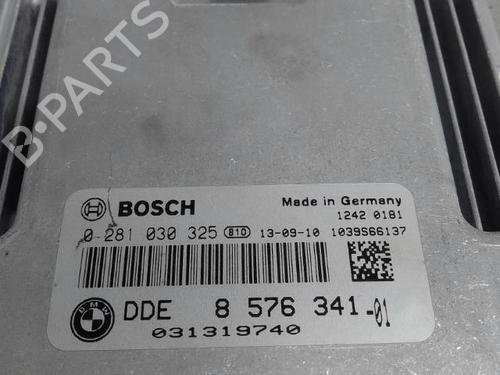 B-PARTS
BOSCH
Made in Germany
1242 0181
0 281 030 325 810 13-09-10 1039S66137
BMW
DDE 8 576 341-01
031319740